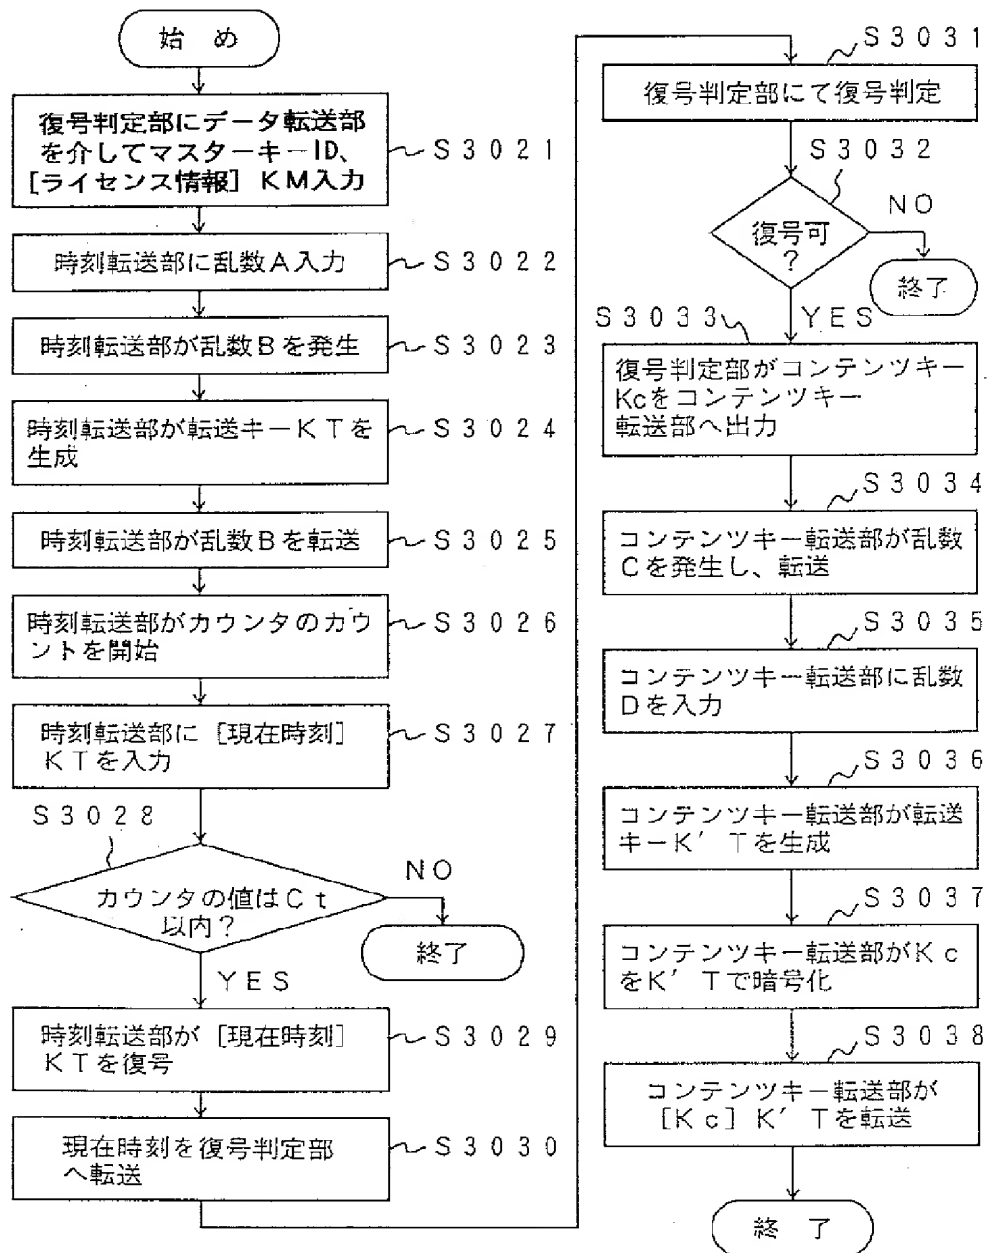 始 め
復号判定部にデータ転送部
を介してマスターキーID、
[ライセンス情報] KM入力
S3021
時刻転送部に乱数A入力
S3022
時刻転送部が乱数Bを発生
S3023
時刻転送部が転送キーKTを
生成
S3024
時刻転送部が乱数Bを転送
S3025
時刻転送部がカウンタのカウ
ントを開始
S3026
時刻転送部に [現在時刻]
KTを入力
S3027
S3028
カウンタの値はCt
以内?
NO
終了
YES
時刻転送部が [現在時刻]
KTを復号
S3029
現在時刻を復号判定部
へ転送
S3030
S3031
復号判定部にて復号判定
S3032
復号可
?
NO
終了
YES
S3033
復号判定部がコンテンツキー
Kcをコンテンツキー
転送部へ出力
S3034
コンテンツキー転送部が乱数
Cを発生し、転送
S3035
コンテンツキー転送部に乱数
Dを入力
S3036
コンテンツキー転送部が転送
キーK′Tを生成
S3037
コンテンツキー転送部がKc
をK′Tで暗号化
S3038
コンテンツキー転送部が
[Kc] K′Tを転送
終 了